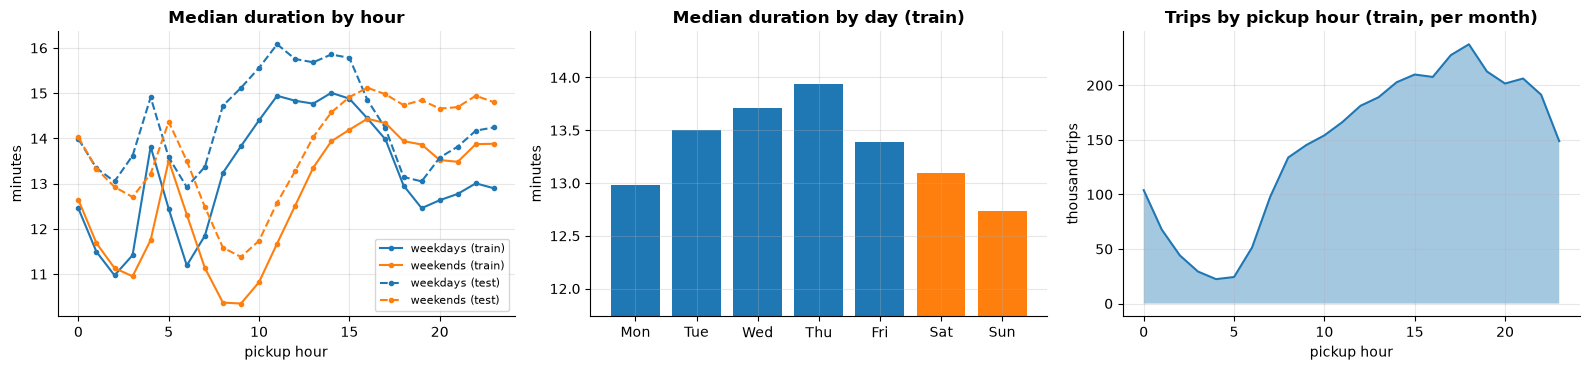 Median duration by hour
minutes
16
15
14
13
12
11
0 5 10 15 20
pickup hour
weekdays (train)
weekends (train)
weekdays (test)
weekends (test)
Median duration by day (train)
minutes
14.0
13.5
13.0
12.5
12.0
Mon Tue Wed Thu Fri Sat Sun
Trips by pickup hour (train, per month)
thousand trips
200
150
100
50
0
0 5 10 15 20
pickup hour